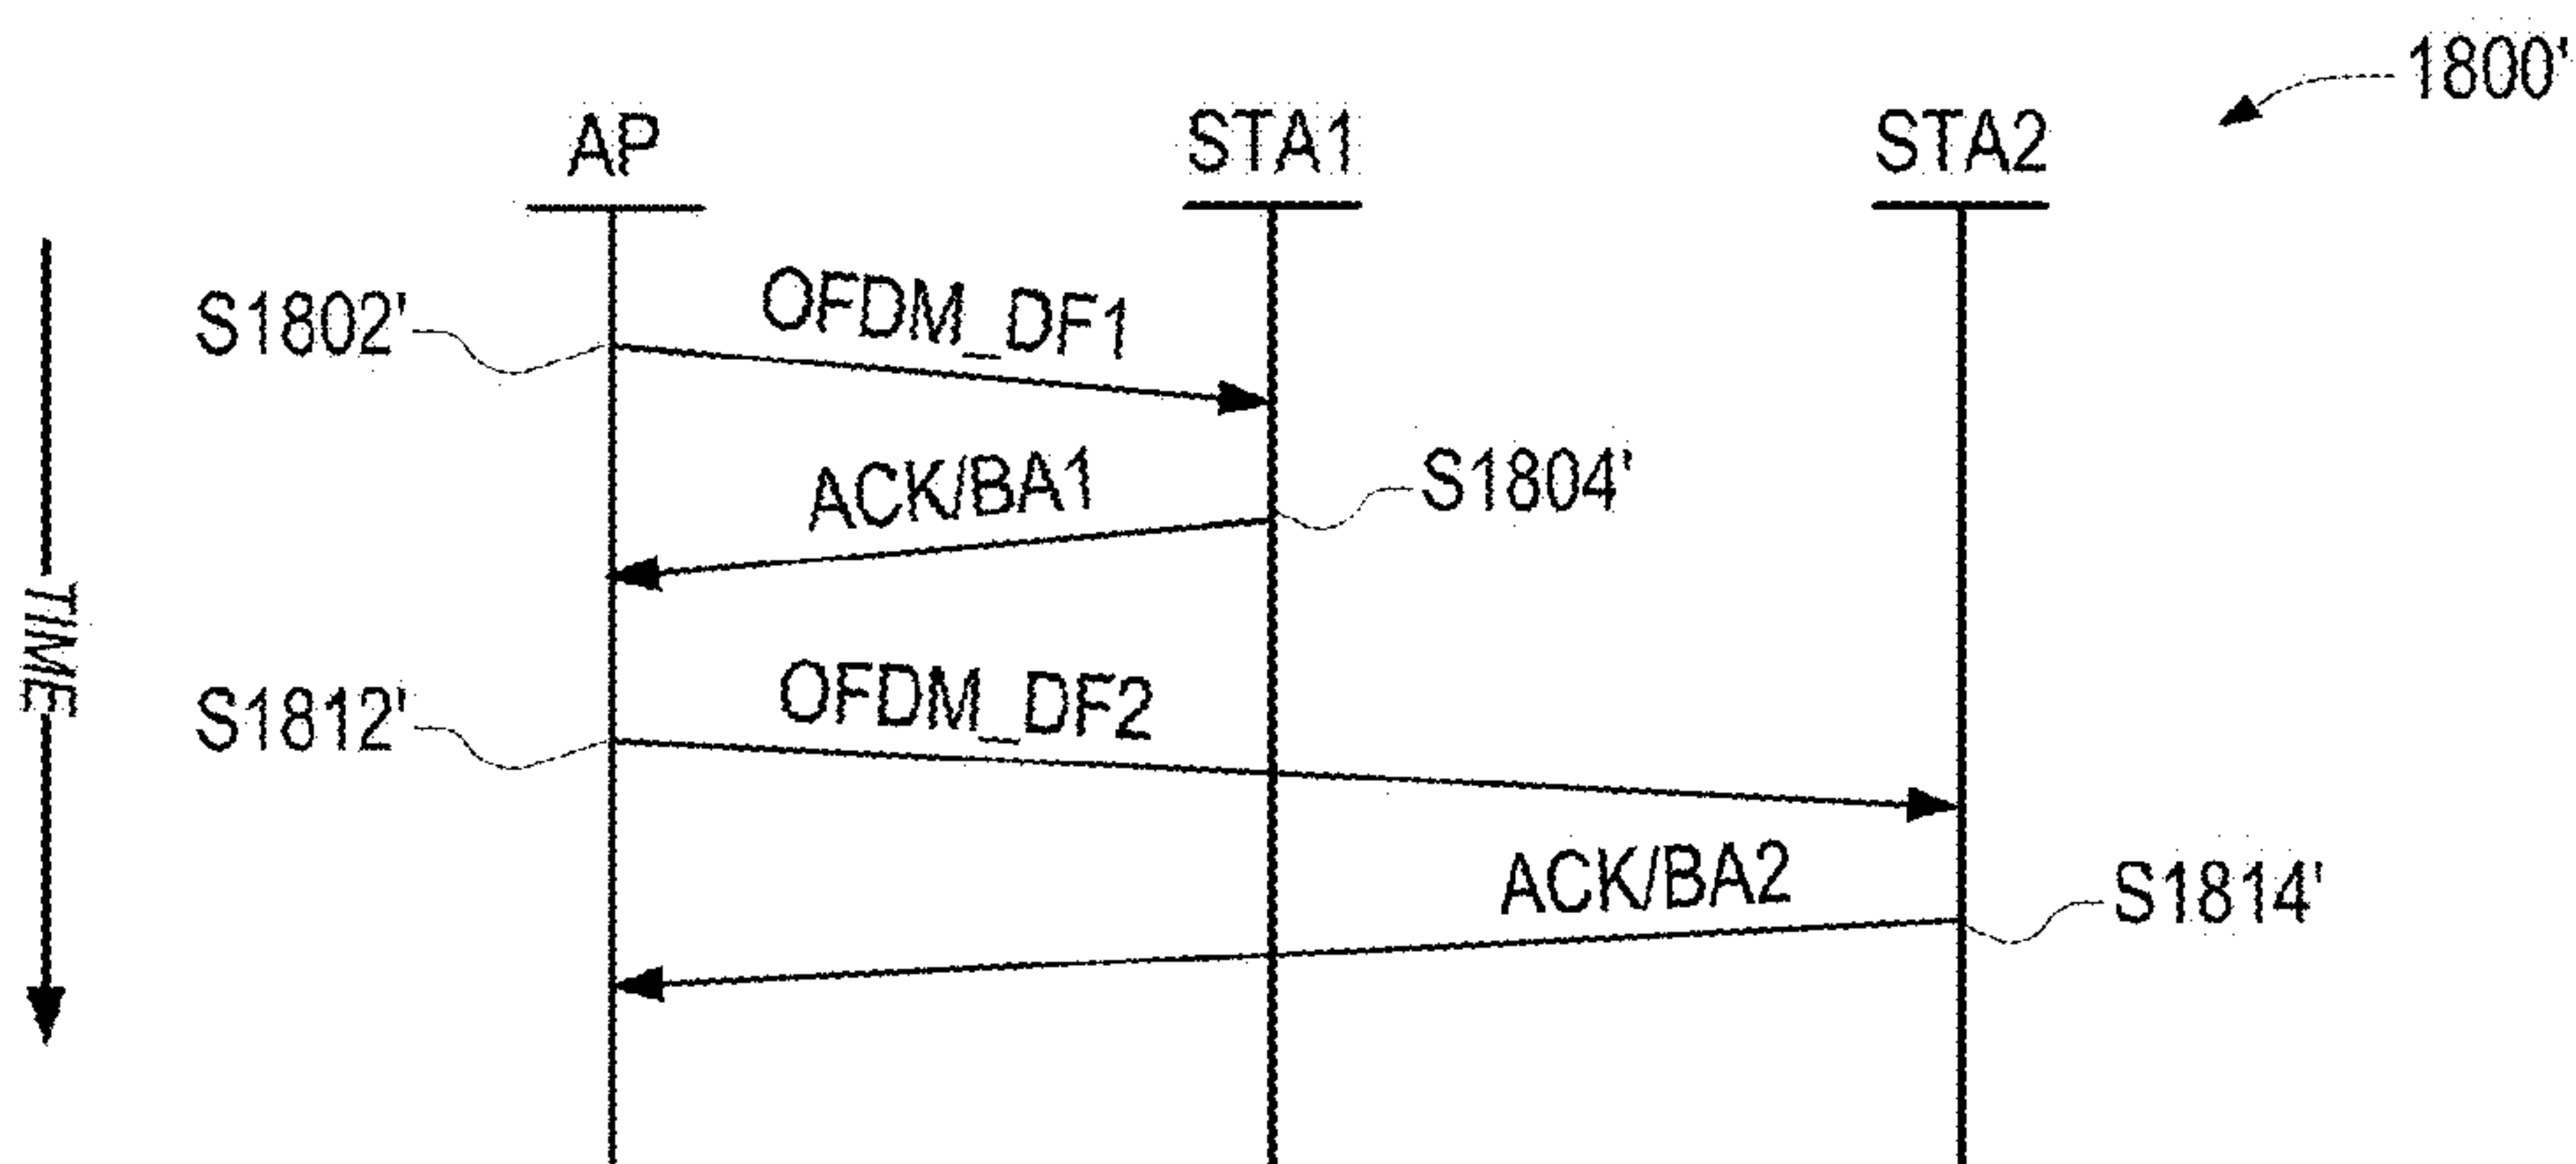 1800'
AP
STA1
STA2
S1802'
OFDM_DF1
ACK/BA1
S1804'
TIME
S1812'
OFDM_DF2
ACK/BA2
S1814'